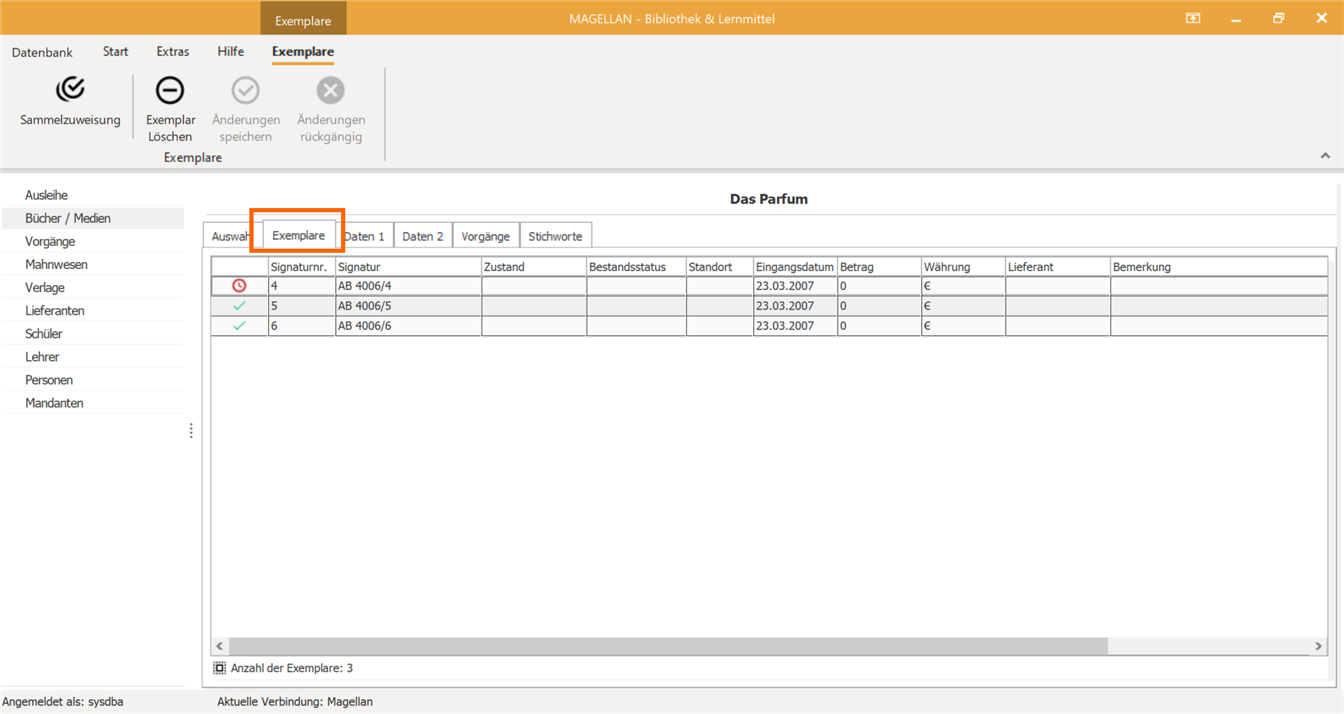 Exemplare
MAGELLAN - Bibliothek & Lernmittel
Datenbank Start Extras Hilfe Exemplare
Sammelzuweisung
Exemplar Löschen
Änderungen speichern
Änderungen rückgängig
Exemplare
Ausleihe
Bücher / Medien
Vorgänge
Mahnwesen
Verlage
Lieferanten
Schüler
Lehrer
Personen
Mandanten
Das Parfum
Auswah Exemplare Daten 1 Daten 2 Vorgänge Stichworte
Signaturnr. Signatur Zustand Bestandsstatus Standort Eingangsdatum Betrag Währung Lieferant Bemerkung
4 AB 4006/4 23.03.2007 0 €
5 AB 4006/5 23.03.2007 0 €
6 AB 4006/6 23.03.2007 0 €
Anzahl der Exemplare: 3
Angemeldet als: sysdba Aktuelle Verbindung: Magellan